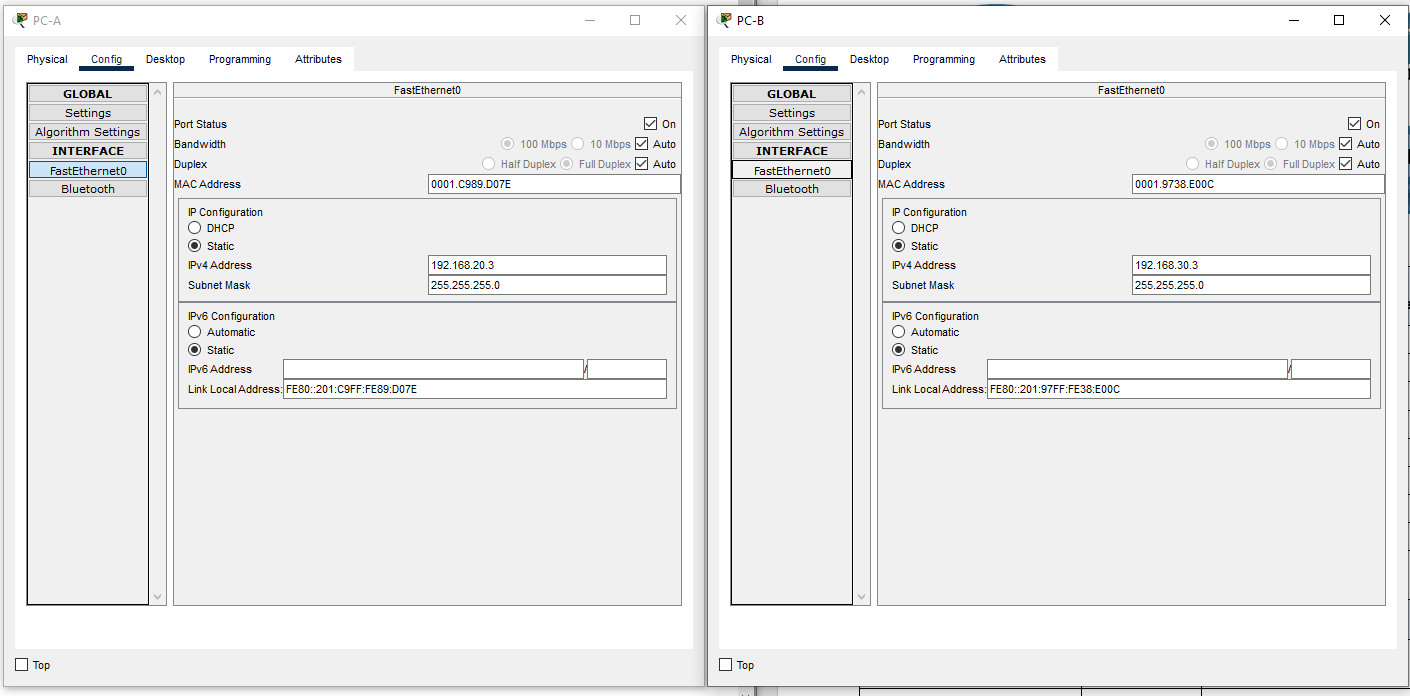 PC-A
Physical Config Desktop Programming Attributes
GLOBAL
Settings
Algorithm Settings
INTERFACE
FastEthernet0
Bluetooth
FastEthernet0
Port Status On
Bandwidth 100 Mbps 10 Mbps Auto
Duplex Half Duplex Full Duplex Auto
MAC Address 0001.C989.D07E
IP Configuration
DHCP
Static
IPv4 Address 192.168.20.3
Subnet Mask 255.255.255.0
IPv6 Configuration
Automatic
Static
IPv6 Address /
Link Local Address: FE80::201:C9FF:FE89:D07E
Top
PC-B
Physical Config Desktop Programming Attributes
GLOBAL
Settings
Algorithm Settings
INTERFACE
FastEthernet0
Bluetooth
FastEthernet0
Port Status On
Bandwidth 100 Mbps 10 Mbps Auto
Duplex Half Duplex Full Duplex Auto
MAC Address 0001.9738.E00C
IP Configuration
DHCP
Static
IPv4 Address 192.168.30.3
Subnet Mask 255.255.255.0
IPv6 Configuration
Automatic
Static
IPv6 Address /
Link Local Address: FE80::201:97FF:FE38:E00C
Top